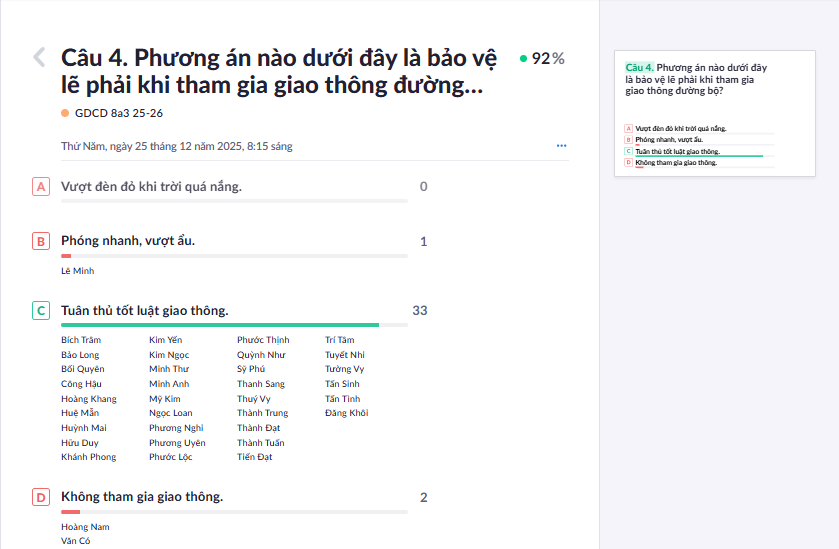 Câu 4. Phương án nào dưới đây là bảo vệ
lẽ phải khi tham gia giao thông đường...
92%
GDCD 8a3 25-26
Thứ Năm, ngày 25 tháng 12 năm 2025, 8:15 sáng
...
A Vượt đèn đỏ khi trời quá nắng. 0
B Phóng nhanh, vượt ẩu. 1
Lê Minh
C Tuân thủ tốt luật giao thông. 33
Bích Trâm Kim Yến Phước Thịnh Trí Tâm
Bảo Long Kim Ngọc Quỳnh Như Tuyết Nhi
Bối Quyên Minh Thư Sỹ Phú Tường Vy
Công Hậu Minh Anh Thanh Sang Tấn Sinh
Hoàng Khang Mỹ Kim Thuý Vy Tấn Tình
Huệ Mẫn Ngọc Loan Thành Trung Đăng Khôi
Huỳnh Mai Phương Nghi Thành Đạt
Hữu Duy Phương Uyên Thành Tuấn
Khánh Phong Phước Lộc Tiến Đạt
D Không tham gia giao thông. 2
Hoàng Nam
Văn Có
Câu 4. Phương án nào dưới đây
là bảo vệ lẽ phải khi tham gia
giao thông đường bộ?
A Vượt đèn đỏ khi trời quá nắng.
B Phóng nhanh, vượt ẩu.
C Tuân thủ tốt luật giao thông.
D Không tham gia giao thông.